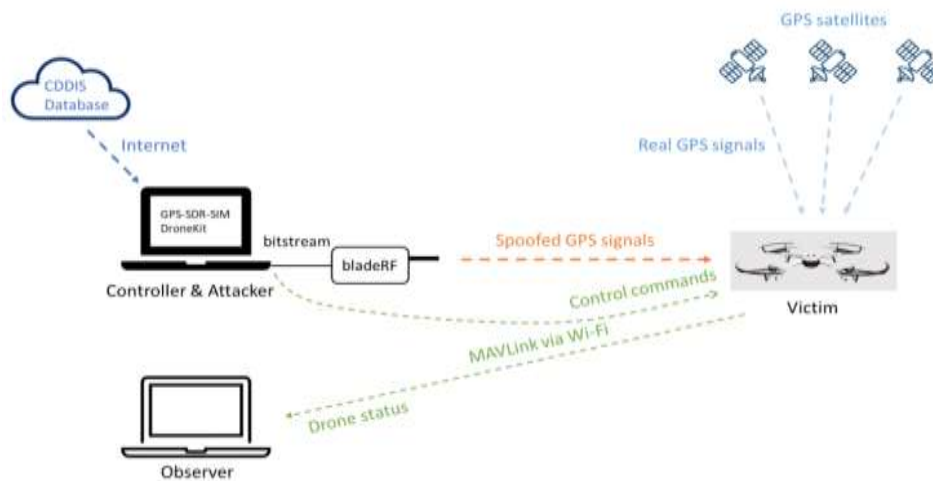 GPS satellites
CDDIS
Database
Internet
Real GPS signals
GPS-SDR-SIM
DroneKit
bitstream
bladeRF
Spoofed GPS signals
Controller & Attacker
Control commands
Victim
MAVLink via Wi-Fi
Drone status
Observer